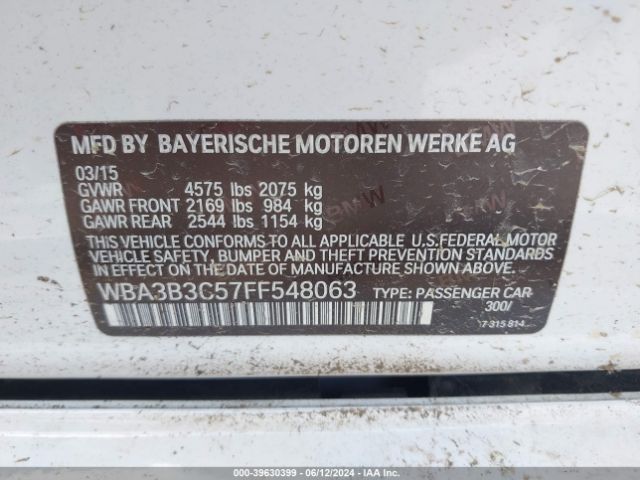 MFD BY BAYERISCHE MOTOREN WERKE AG
03/15
GVWR 4575 lbs 2075 kg
GAWR FRONT 2169 lbs 984 kg
GAWR REAR 2544 lbs 1154 kg
THIS VEHICLE CONFORMS TO ALL APPLICABLE U.S.FEDERAL MOTOR
VEHICLE SAFETY, BUMPER AND THEFT PREVENTION STANDARDS
IN EFFECT ON THE DATE OF MANUFACTURE SHOWN ABOVE.
WBA3B3C57FF548063 TYPE: PASSENGER CAR
300/
7 315 814
000-39630399 - 06/12/2024 - IAA Inc.